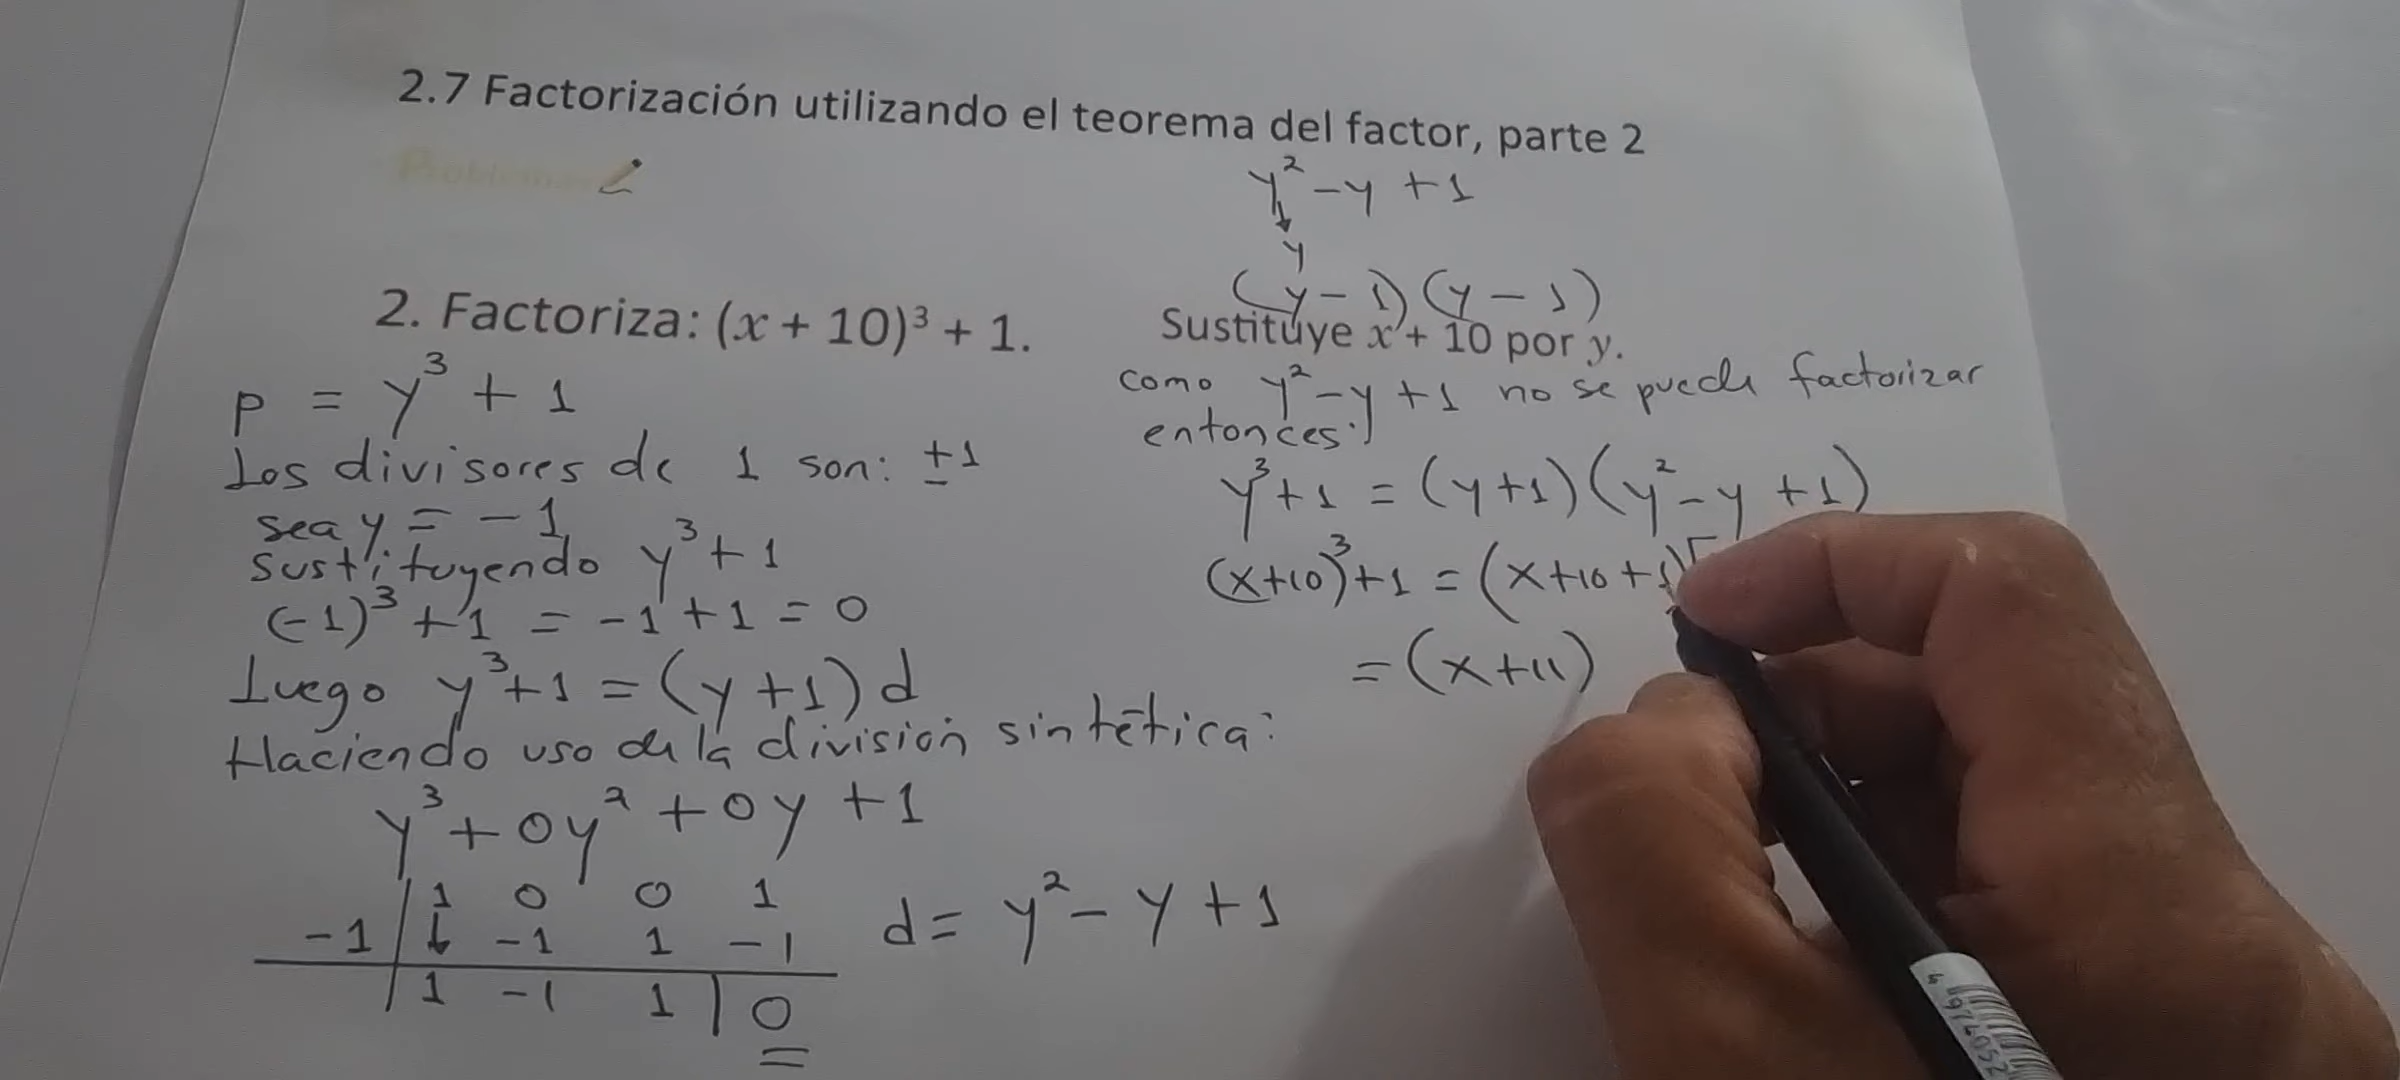 2.7 Factorización utilizando el teorema del factor, parte 2
2. Factoriza: (x + 10)³ + 1.
p = y³ + 1
Los divisores de 1 son: ±1
sea y = -1
Sustituyendo y³ + 1
(-1)³ + 1 = -1 + 1 = 0
Luego y³+1 = (y+1)d
Haciendo uso de la división sintética:
y³ + 0y² + 0y + 1
1 0 0 1
-1 ↓ -1 1 -1
1 -1 1 0
d = y² - y + 1
y² - y + 1
y
(y - 1)(y - 1)
Sustituye x + 10 por y.
como y² - y + 1 no se puede factorizar
entonces:
y³+1 = (y+1)(y² - y + 1)
(x+10)³+1 = (x+10+1)[
= (x+11)